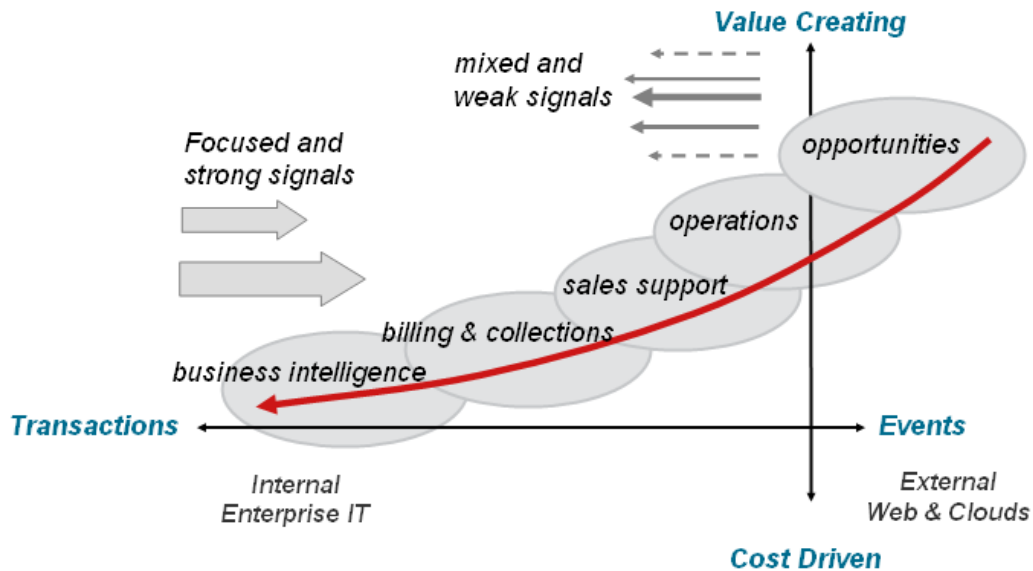 Value Creating
mixed and
weak signals
Focused and
strong signals
opportunities
operations
sales support
billing & collections
business intelligence
Transactions
Events
Internal
Enterprise IT
External
Web & Clouds
Cost Driven